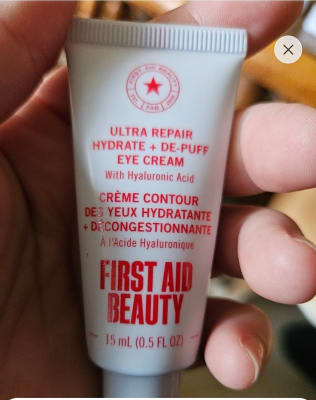 FIRST AID BEAUTY
FAB
ULTRA REPAIR
HYDRATE + DE-PUFF
EYE CREAM
With Hyaluronic Acid
CRÈME CONTOUR
DES YEUX HYDRATANTE
+ DÉCONGESTIONNANTE
À l'Acide Hyaluronique
FIRST AID
BEAUTY
15 mL (0.5 FL OZ)